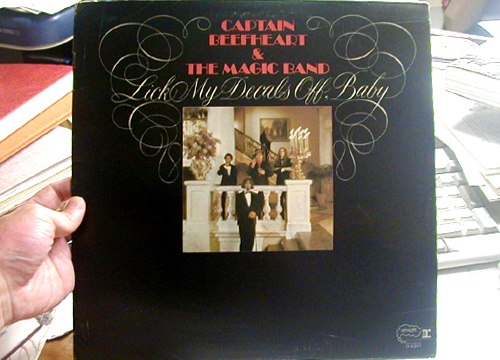 CAPTAIN
BEEFHEART
&
THE MAGIC BAND
Lick My Decals Off, Baby